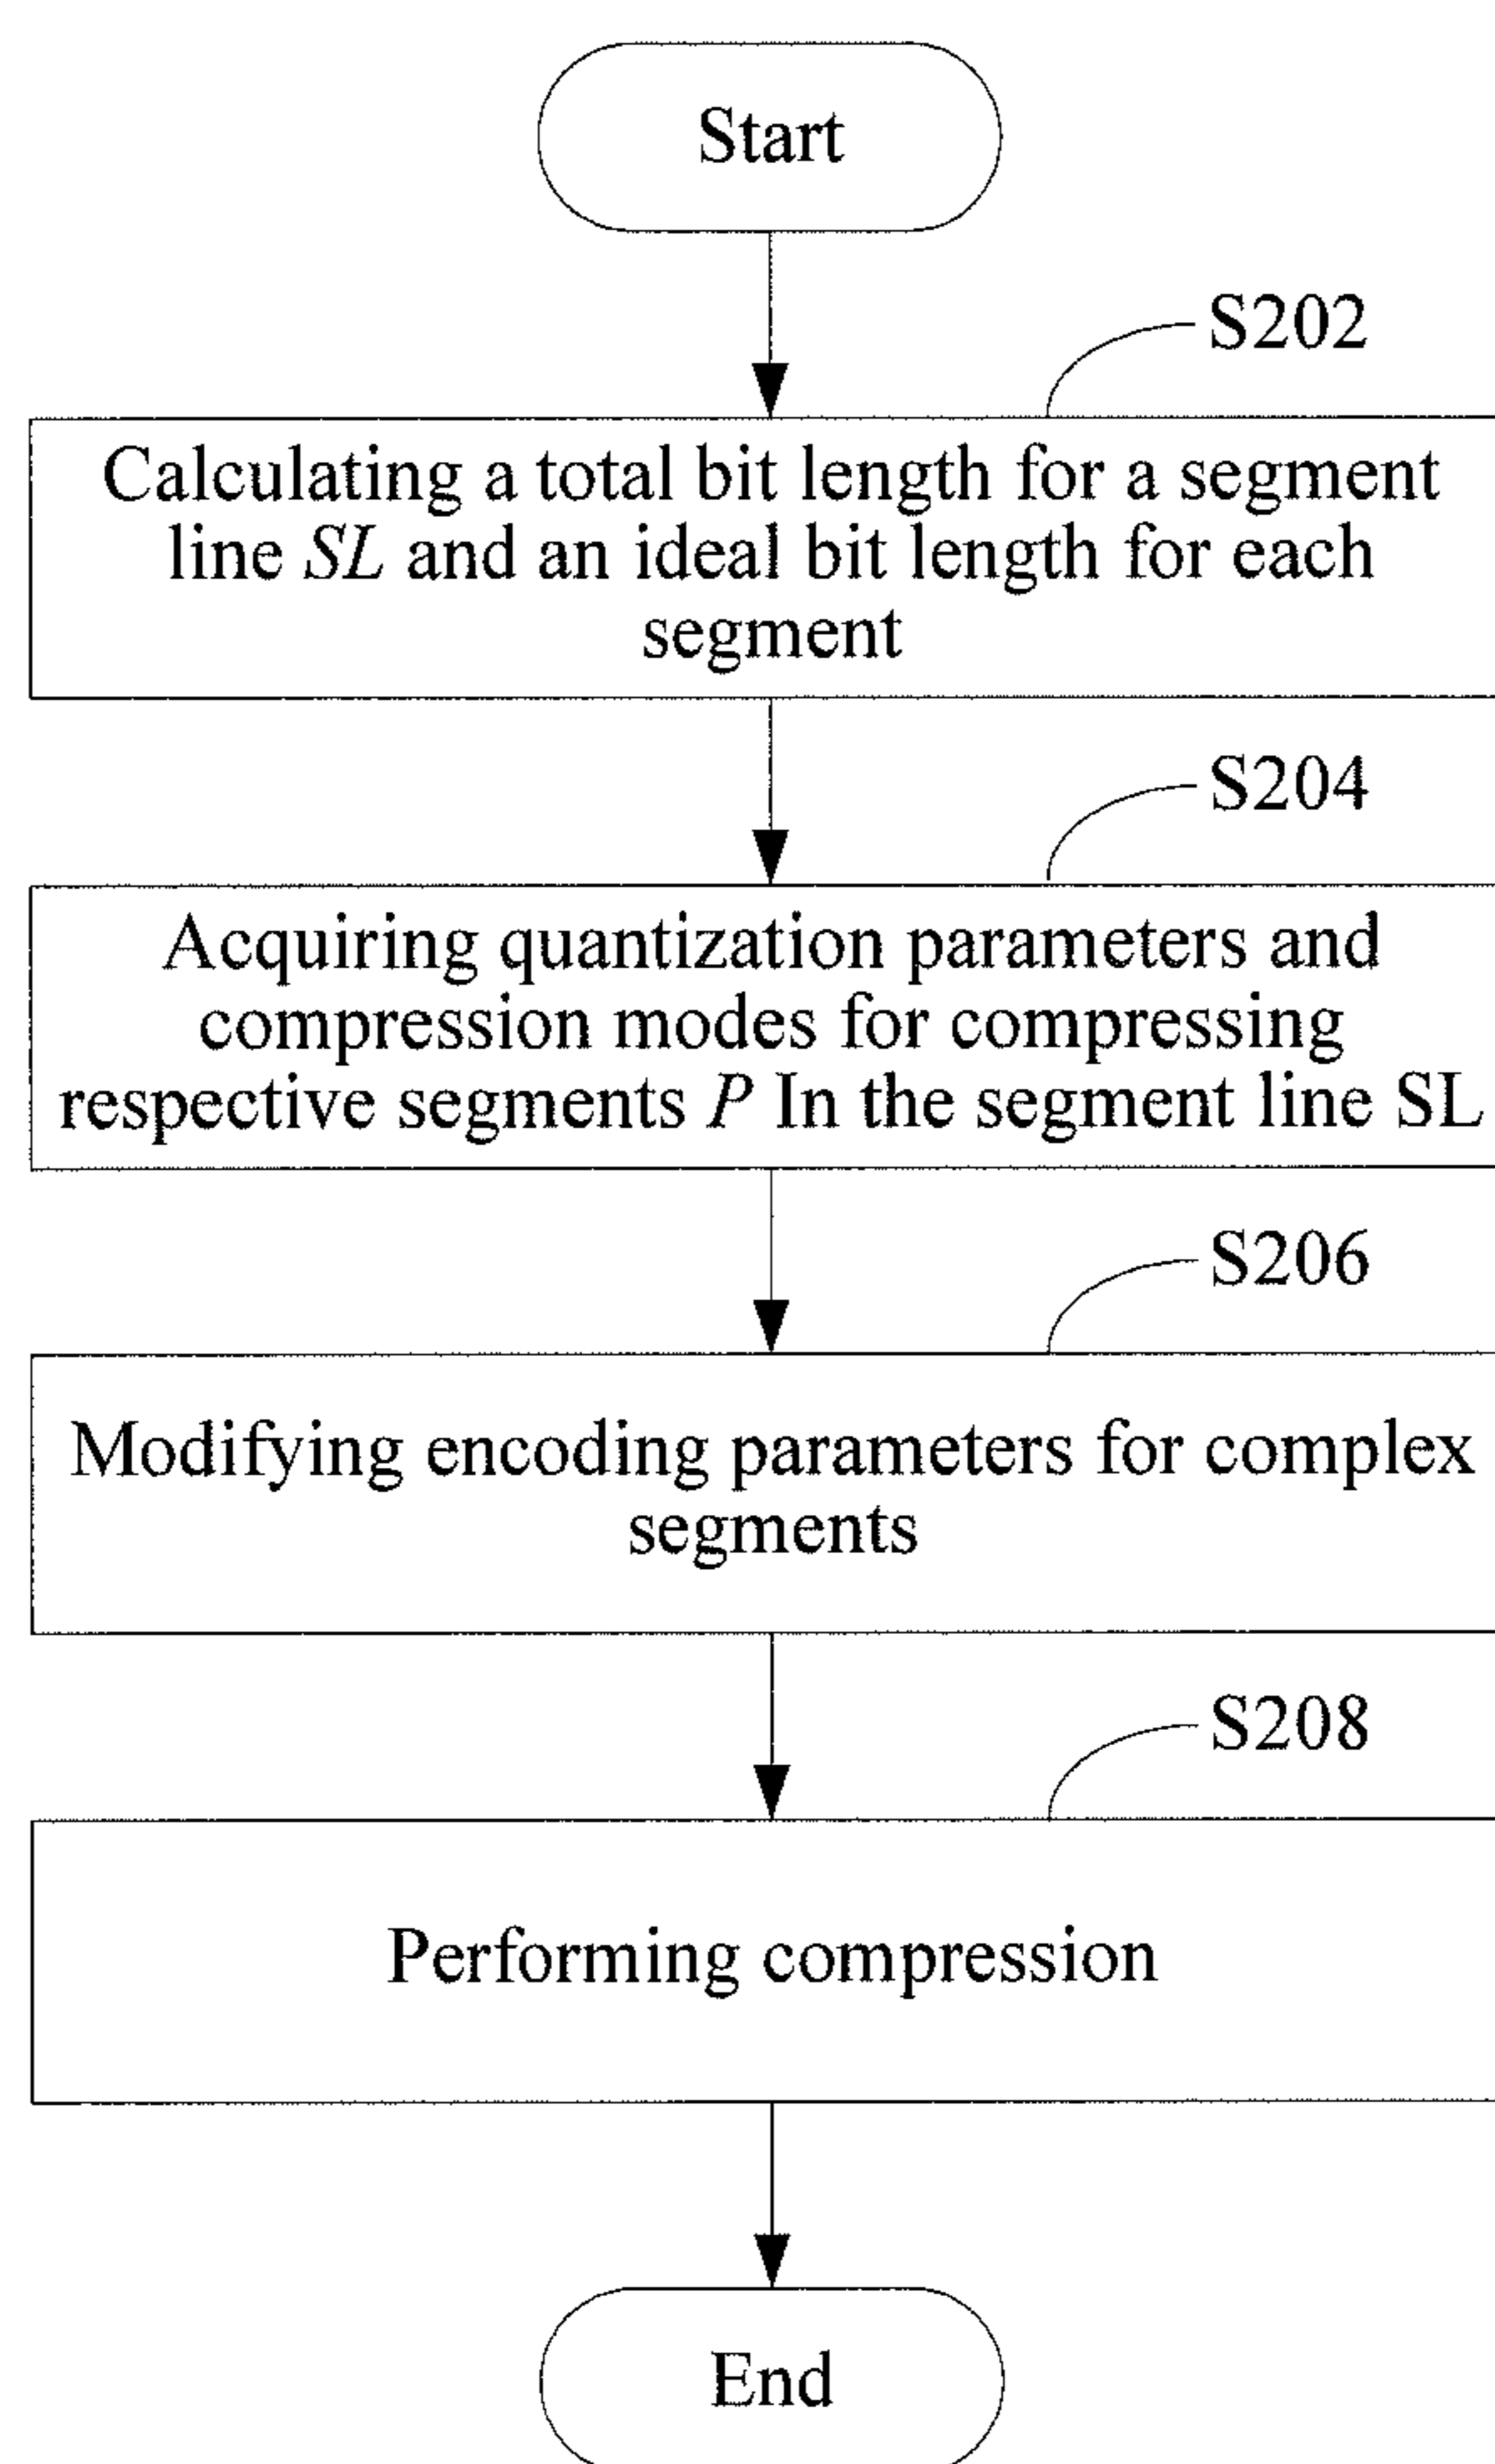 Start
S202
Calculating a total bit length for a segment
line SL and an ideal bit length for each
segment
S204
Acquiring quantization parameters and
compression modes for compressing
respective segments P In the segment line SL
S206
Modifying encoding parameters for complex
segments
S208
Performing compression
End